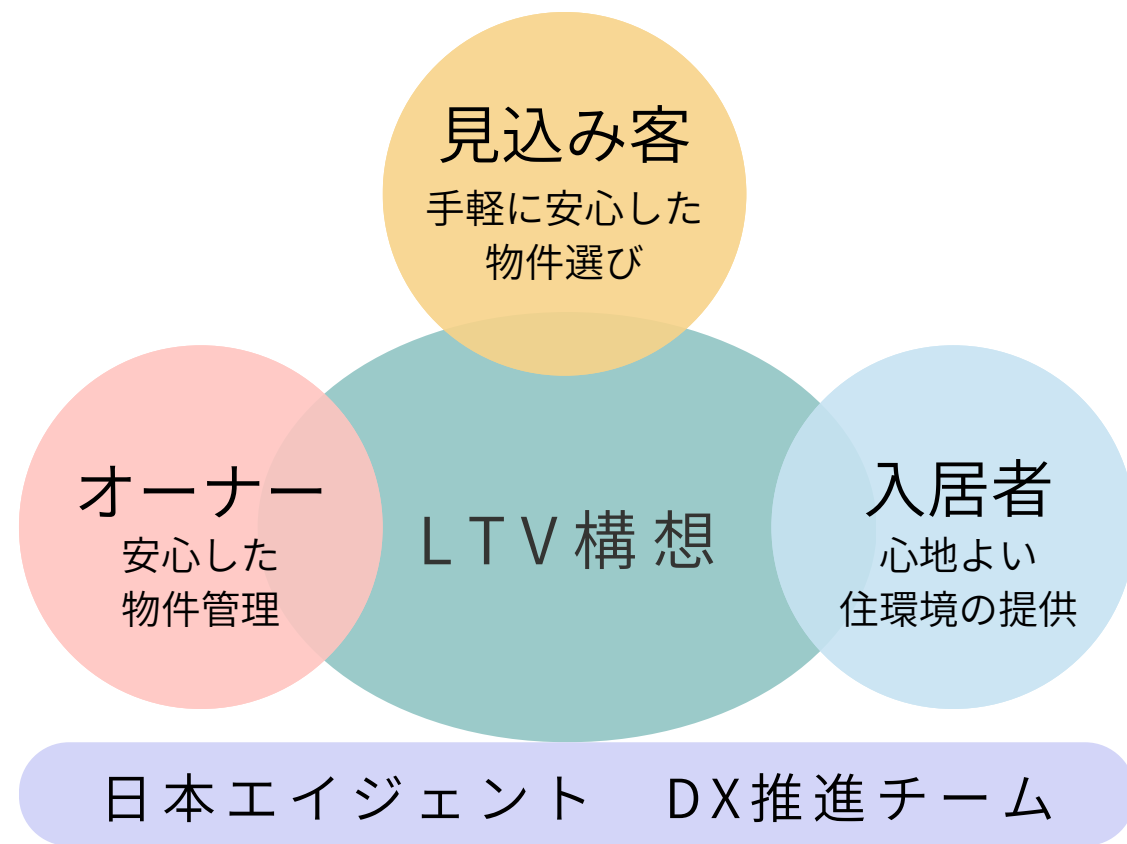 見込み客
手軽に安心した
物件選び
オーナー
安心した
物件管理
LTV構想
入居者
心地よい
住環境の提供
日本エイジェント　DX推進チーム